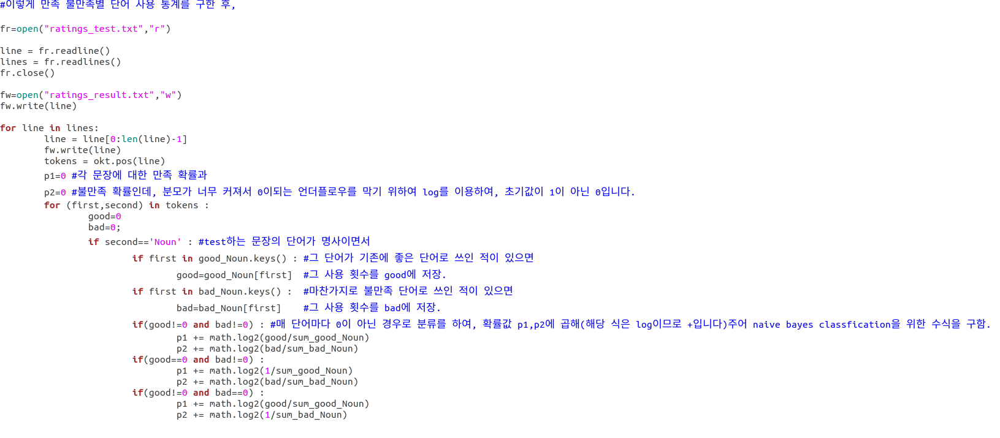 #이렇게 만족 불만족별 단어 사용 통계를 구한 후,
fr=open("ratings_test.txt","r")
line = fr.readline()
lines = fr.readlines()
fr.close()
fw=open("ratings_result.txt","w")
fw.write(line)
for line in lines:
line = line[0:len(line)-1]
fw.write(line)
tokens = okt.pos(line)
p1=0 #각 문장에 대한 만족 확률과
p2=0 #불만족 확률인데, 분모가 너무 커져서 0이되는 언더플로우를 막기 위하여 log를 이용하여, 초기값이 1이 아닌 0입니다.
for (first,second) in tokens :
good=0
bad=0;
if second=='Noun' : #test하는 문장의 단어가 명사이면서
if first in good_Noun.keys() : #그 단어가 기존에 좋은 단어로 쓰인 적이 있으면
good=good_Noun[first]  #그 사용 횟수를 good에 저장.
if first in bad_Noun.keys() :  #마찬가지로 불만족 단어로 쓰인 적이 있으면
bad=bad_Noun[first]    #그 사용 횟수를 bad에 저장.
if(good!=0 and bad!=0) : #매 단어마다 0이 아닌 경우로 분류를 하여, 확률값 p1,p2에 곱해(해당 식은 log이므로 +입니다)주어 naive bayes classfication을 위한 수식을 구함.
p1 += math.log2(good/sum_good_Noun)
p2 += math.log2(bad/sum_bad_Noun)
if(good==0 and bad!=0) :
p1 += math.log2(1/sum_good_Noun)
p2 += math.log2(bad/sum_bad_Noun)
if(good!=0 and bad==0) :
p1 += math.log2(good/sum_good_Noun)
p2 += math.log2(1/sum_bad_Noun)